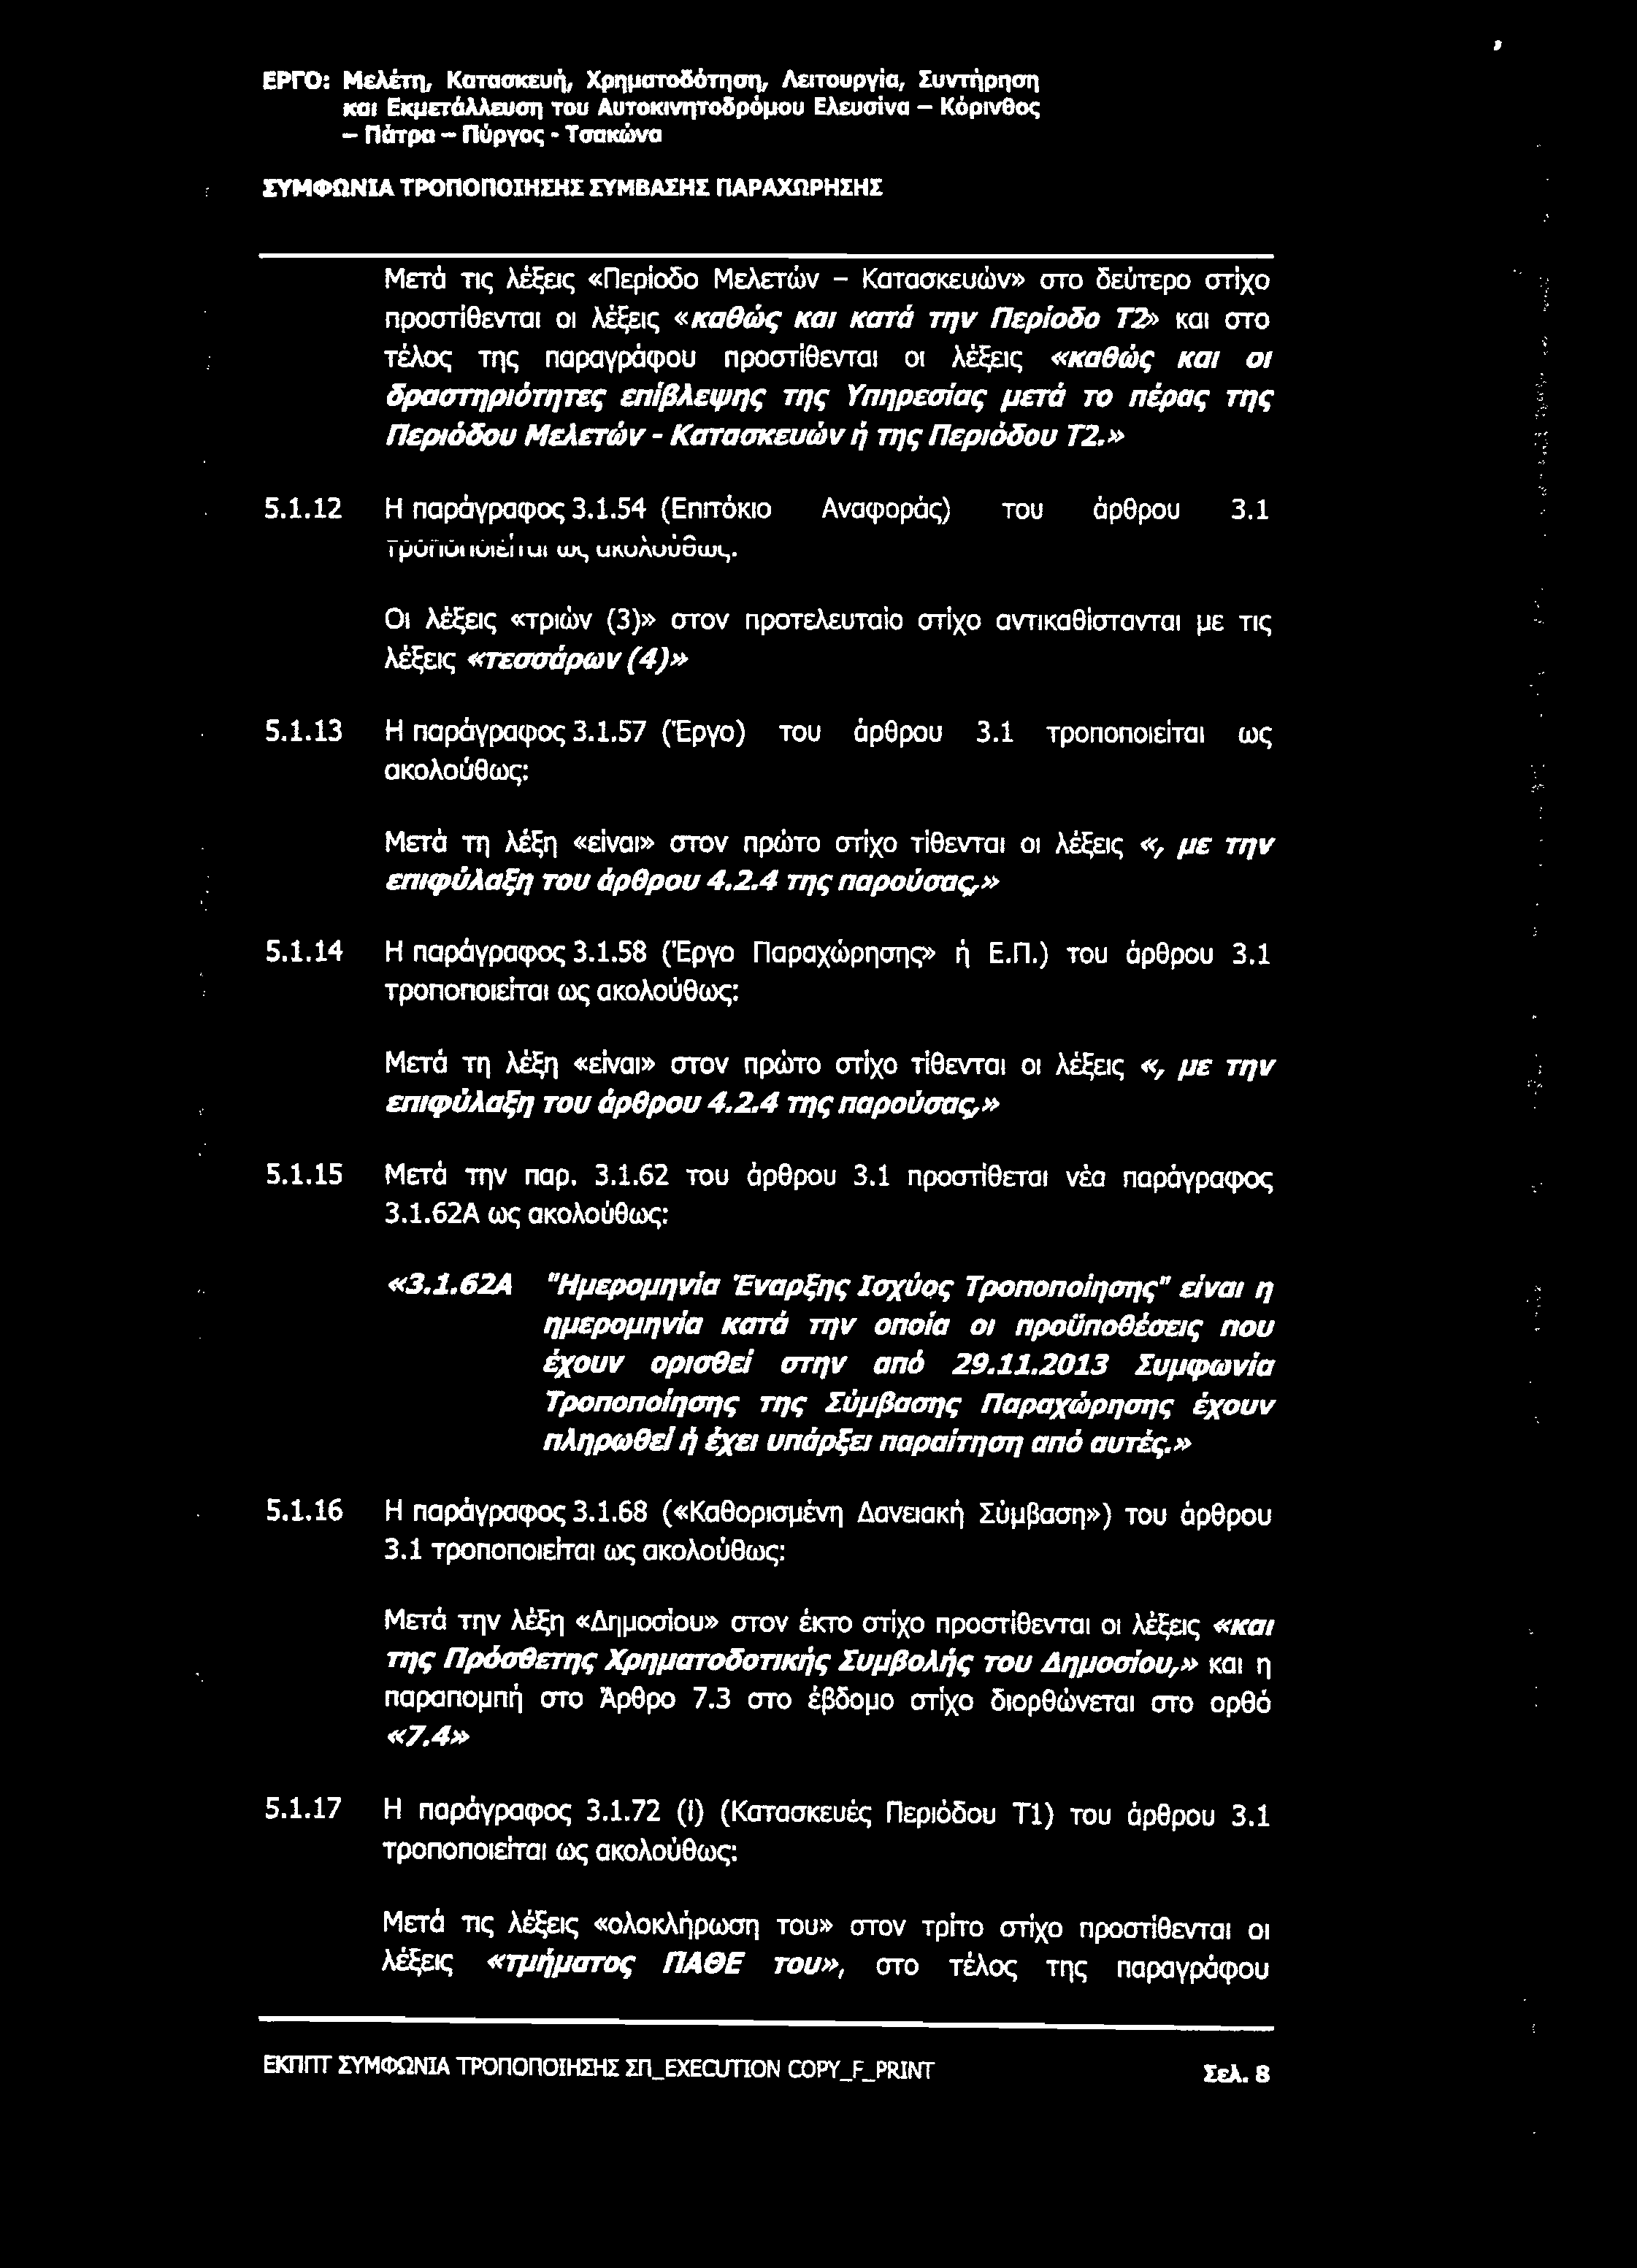 ΕΡΓΟ: Μελέτη, Κατασκευή, Χρηματοδότηση, Λειτουργία, Συντήρηση
και Εκμετάλλευση του Αυτοκινητοδρόμου Ελευσίνα – Κόρινθος
– Πάτρα – Πύργος - Τσακώνα
ΣΥΜΦΩΝΙΑ ΤΡΟΠΟΠΟΙΗΣΗΣ ΣΥΜΒΑΣΗΣ ΠΑΡΑΧΩΡΗΣΗΣ
Μετά τις λέξεις «Περίοδο Μελετών – Κατασκευών» στο δεύτερο στίχο
προστίθενται οι λέξεις «καθώς και κατά την Περίοδο Τ2» και στο
τέλος της παραγράφου προστίθενται οι λέξεις «καθώς και οι
δραστηριότητες επίβλεψης της Υπηρεσίας μετά το πέρας της
Περιόδου Μελετών - Κατασκευών ή της Περιόδου Τ2.»
5.1.12 Η παράγραφος 3.1.54 (Επιτόκιο Αναφοράς) του άρθρου 3.1
τροποποιείται ως ακολούθως:
Οι λέξεις «τριών (3)» στον προτελευταίο στίχο αντικαθίστανται με τις
λέξεις «τεσσάρων (4)»
5.1.13 Η παράγραφος 3.1.57 (Έργο) του άρθρου 3.1 τροποποιείται ως
ακολούθως:
Μετά τη λέξη «είναι» στον πρώτο στίχο τίθενται οι λέξεις «, με την
επιφύλαξη του άρθρου 4.2.4 της παρούσας,»
5.1.14 Η παράγραφος 3.1.58 (Έργο Παραχώρησης» ή Ε.Π.) του άρθρου 3.1
τροποποιείται ως ακολούθως:
Μετά τη λέξη «είναι» στον πρώτο στίχο τίθενται οι λέξεις «, με την
επιφύλαξη του άρθρου 4.2.4 της παρούσας,»
5.1.15 Μετά την παρ. 3.1.62 του άρθρου 3.1 προστίθεται νέα παράγραφος
3.1.62Α ως ακολούθως:
«3.1.62Α "Ημερομηνία Έναρξης Ισχύος Τροποποίησης" είναι η
ημερομηνία κατά την οποία οι προϋποθέσεις που
έχουν ορισθεί στην από 29.11.2013 Συμφωνία
Τροποποίησης της Σύμβασης Παραχώρησης έχουν
πληρωθεί ή έχει υπάρξει παραίτηση από αυτές.»
5.1.16 Η παράγραφος 3.1.68 («Καθορισμένη Δανειακή Σύμβαση») του άρθρου
3.1 τροποποιείται ως ακολούθως:
Μετά την λέξη «Δημοσίου» στον έκτο στίχο προστίθενται οι λέξεις «και
της Πρόσθετης Χρηματοδοτικής Συμβολής του Δημοσίου,» και η
παραπομπή στο Άρθρο 7.3 στο έβδομο στίχο διορθώνεται στο ορθό
«7.4»
5.1.17 Η παράγραφος 3.1.72 (i) (Κατασκευές Περιόδου Τ1) του άρθρου 3.1
τροποποιείται ως ακολούθως:
Μετά τις λέξεις «ολοκλήρωση του» στον τρίτο στίχο προστίθενται οι
λέξεις «τμήματος ΠΑΘΕ του», στο τέλος της παραγράφου
ΕΚΠΠΤ ΣΥΜΦΩΝΙΑ ΤΡΟΠΟΠΟΙΗΣΗΣ ΣΠ_EXECUTION COPY_F_PRINT Σελ. 8